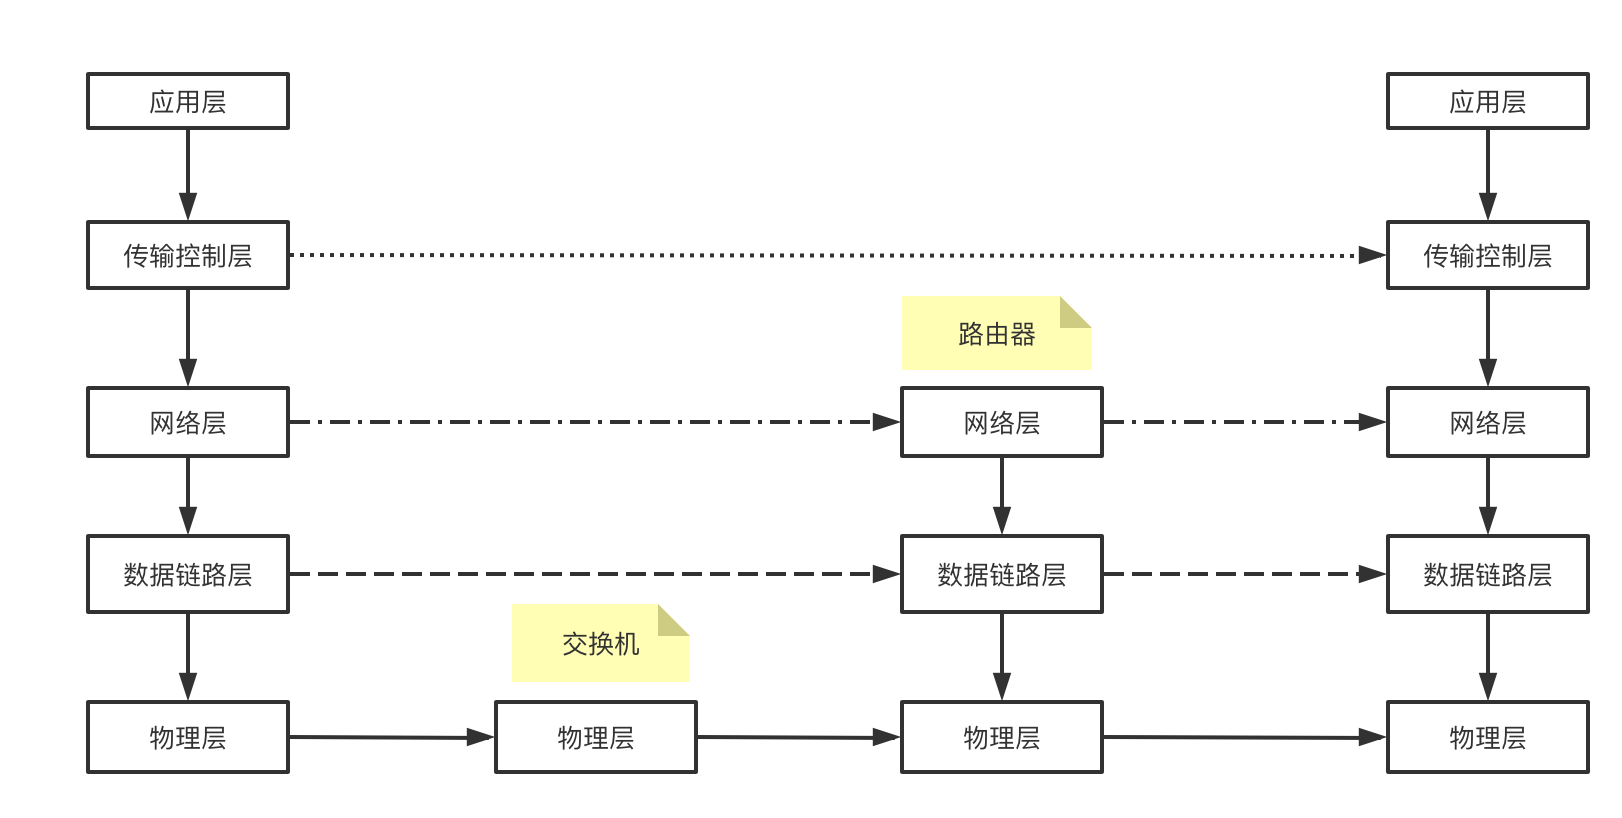 应用层
应用层
传输控制层
传输控制层
路由器
网络层
网络层
网络层
数据链路层
数据链路层
数据链路层
交换机
物理层
物理层
物理层
物理层